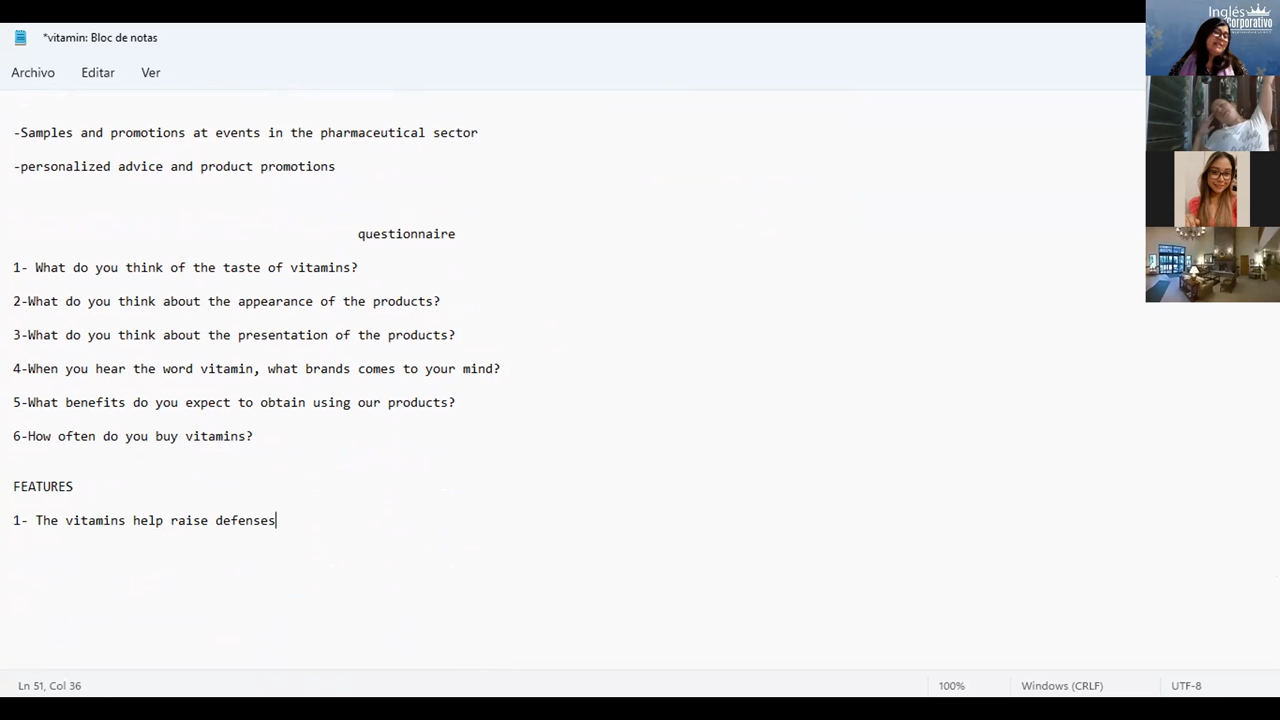 Inglés
Corporativo
*vitamin: Bloc de notas
Archivo Editar Ver
-Samples and promotions at events in the pharmaceutical sector
-personalized advice and product promotions
questionnaire
1- What do you think of the taste of vitamins?
2-What do you think about the appearance of the products?
3-What do you think about the presentation of the products?
4-When you hear the word vitamin, what brands comes to your mind?
5-What benefits do you expect to obtain using our products?
6-How often do you buy vitamins?
FEATURES
1- The vitamins help raise defenses
Ln 51, Col 36 100% Windows (CRLF) UTF-8